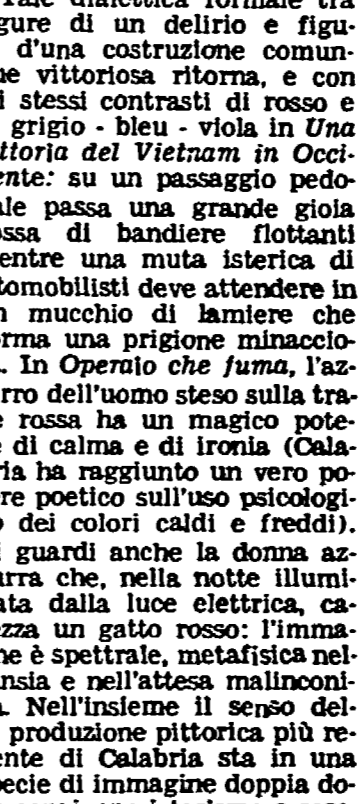 Tale dialettica formale tra
gure di un delirio e figu-
d'una costruzione comun-
e vittoriosa ritorna, e con
i stessi contrasti di rosso e
grigio - bleu - viola in Una
ttoria del Vietnam in Occi-
ente: su un passaggio pedo-
ale passa una grande gioia
ossa di bandiere flottanti
entre una muta isterica di
tomobilisti deve attendere in
n mucchio di lamiere che
orma una prigione minaccio-
. In Operaio che fuma, l'az-
rro dell'uomo steso sulla tra-
e rossa ha un magico pote-
e di calma e di ironia (Cala-
ria ha raggiunto un vero po-
re poetico sull'uso psicologi-
o dei colori caldi e freddi).
i guardi anche la donna az-
urra che, nella notte illumi-
ata dalla luce elettrica, ca-
ezza un gatto rosso: l'imma-
ne è spettrale, metafisica nel-
ansia e nell'attesa malinconi-
a. Nell'insieme il senso del-
produzione pittorica più re-
ente di Calabria sta in una
pecie di immagine doppia do-